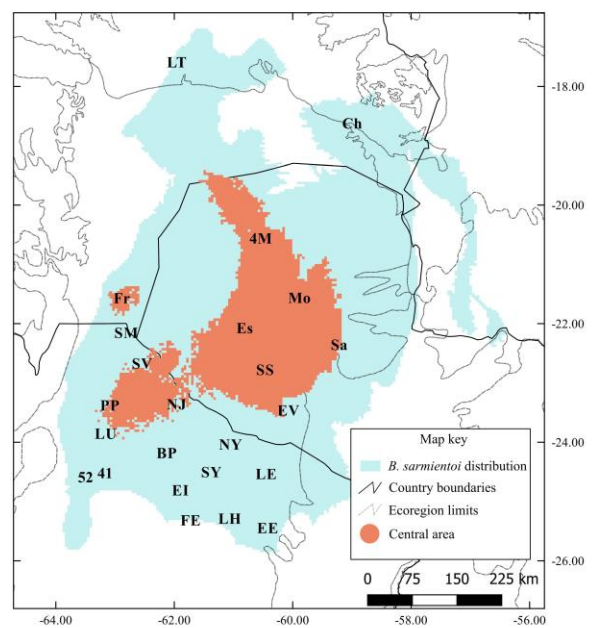 LT
-18.00
Ch
-20.00
4M
Fr
Mo
SM
Es
-22.00
Sa
SV
SS
PP
NJ
EV
LU
-24.00
NY
BP
Map key
52
41
SY
LE
B. sarmientoi distribution
EI
Country boundaries
FE
LH
EE
Ecoregion limits
Central area
-26.00
0 75 150 225 km
-64.00 -62.00 -60.00 -58.00 -56.00